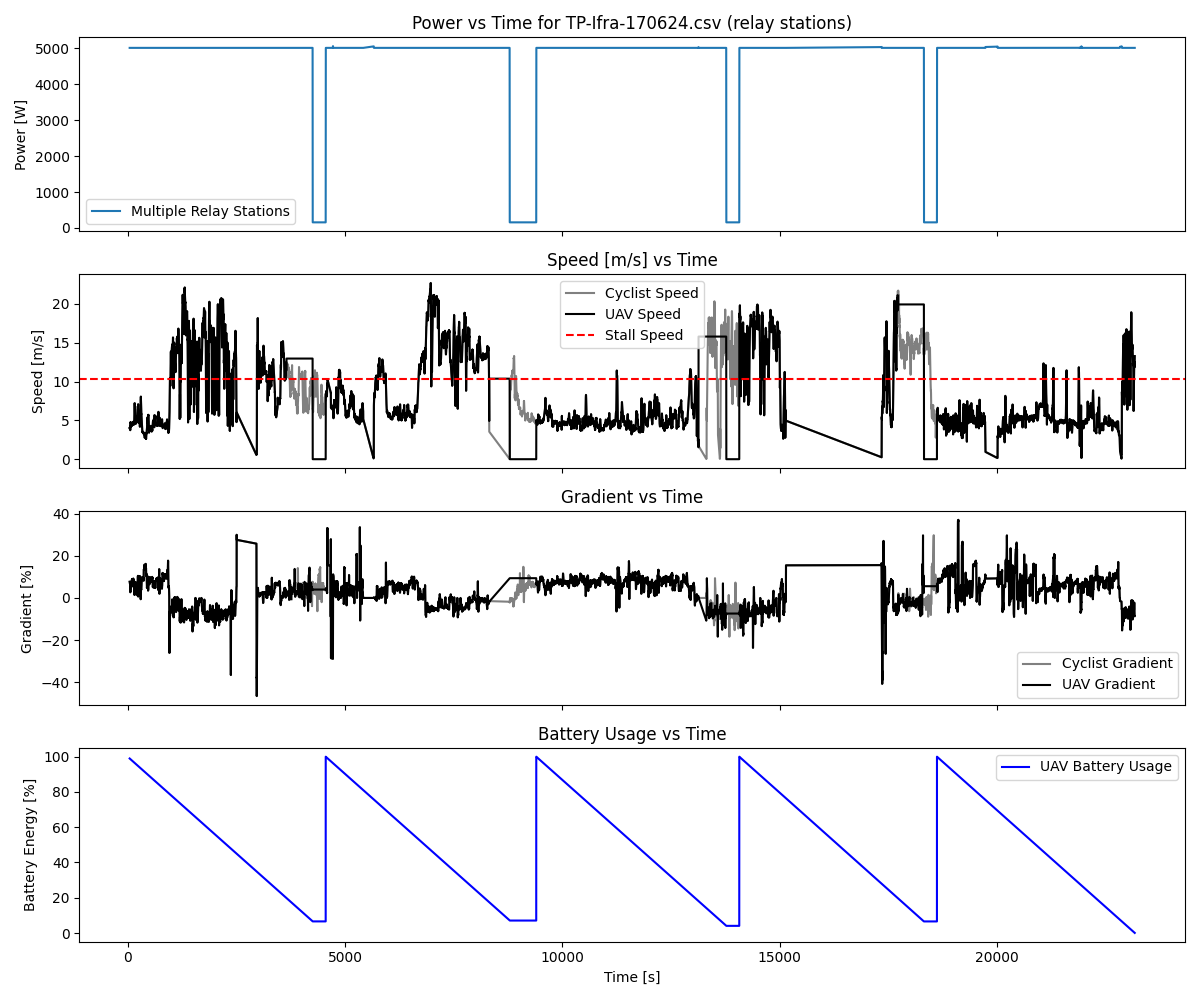 Power vs Time for TP-Ifra-170624.csv (relay stations)
5000
4000
3000
2000
1000
0
Power [W]
Multiple Relay Stations
Speed [m/s] vs Time
20
15
10
5
0
Speed [m/s]
Cyclist Speed
UAV Speed
Stall Speed
Gradient vs Time
40
20
0
−20
−40
Gradient [%]
Cyclist Gradient
UAV Gradient
Battery Usage vs Time
100
80
60
40
20
0
Battery Energy [%]
UAV Battery Usage
0 5000 10000 15000 20000
Time [s]